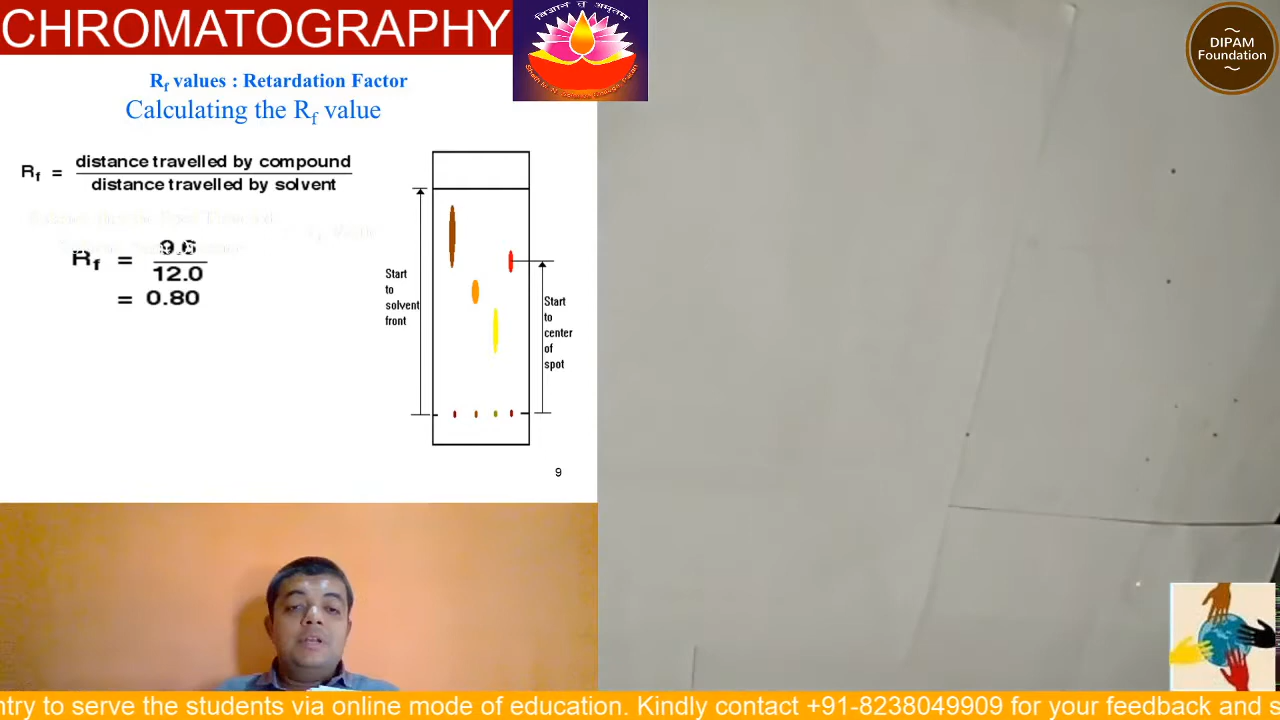 CHROMATOGRAPHY
विज्ञानं तु अमृतम्
DIPAM
Foundation
Rf values : Retardation Factor
Calculating the Rf value
Rf = distance travelled by compound
distance travelled by solvent
Rf =
12.0
= 0.80
Start
to
solvent
front
Start
to
center
of
spot
9
ntry to serve the students via online mode of education. Kindly contact +91-8238049909 for your feedback and s